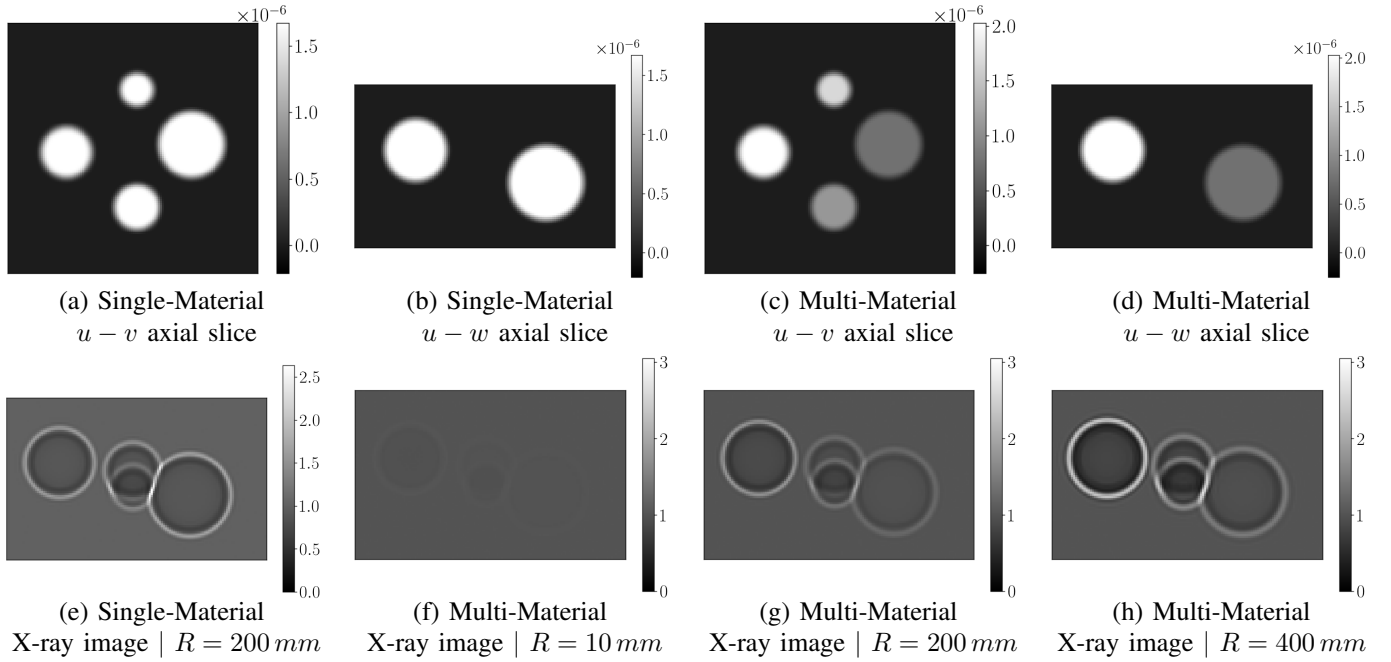 ×10⁻⁶
1.5
1.0
0.5
0.0
×10⁻⁶
1.5
1.0
0.5
0.0
×10⁻⁶
2.0
1.5
1.0
0.5
0.0
×10⁻⁶
2.0
1.5
1.0
0.5
0.0
(a) Single-Material
u − v axial slice
(b) Single-Material
u − w axial slice
(c) Multi-Material
u − v axial slice
(d) Multi-Material
u − w axial slice
2.5
2.0
1.5
1.0
0.5
0.0
3
2
1
0
3
2
1
0
3
2
1
0
(e) Single-Material
X-ray image | R = 200 mm
(f) Multi-Material
X-ray image | R = 10 mm
(g) Multi-Material
X-ray image | R = 200 mm
(h) Multi-Material
X-ray image | R = 400 mm